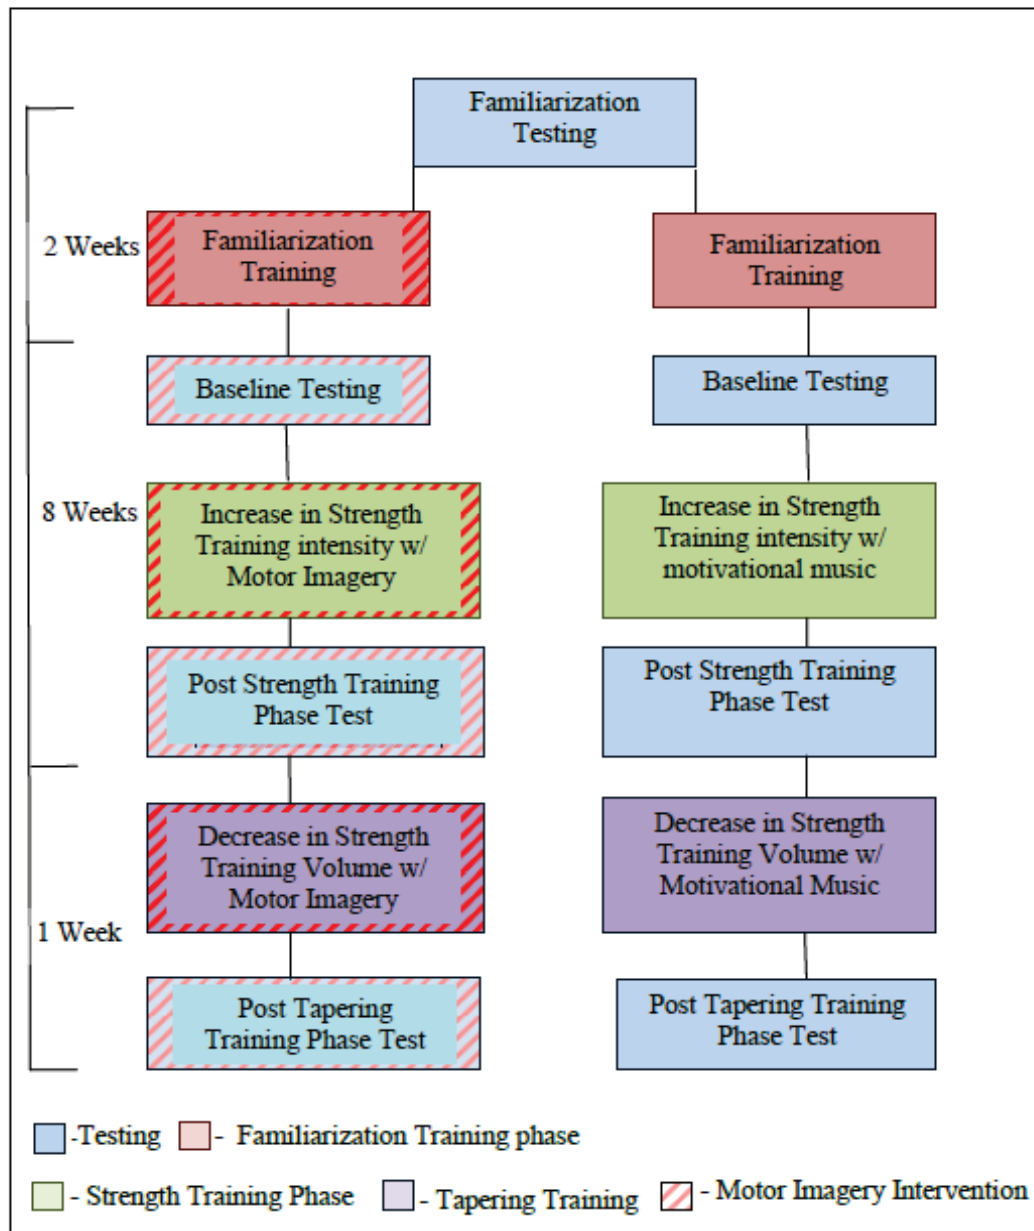 Familiarization
Testing
2 Weeks
Familiarization
Training
Familiarization
Training
Baseline Testing
Baseline Testing
8 Weeks
Increase in Strength
Training intensity w/
Motor Imagery
Increase in Strength
Training intensity w/
motivational music
Post Strength Training
Phase Test
Post Strength Training
Phase Test
Decrease in Strength
Training Volume w/
Motor Imagery
Decrease in Strength
Training Volume w/
Motivational Music
1 Week
Post Tapering
Training Phase Test
Post Tapering Training
Phase Test
-Testing
- Familiarization Training phase
- Strength Training Phase
- Tapering Training
- Motor Imagery Intervention